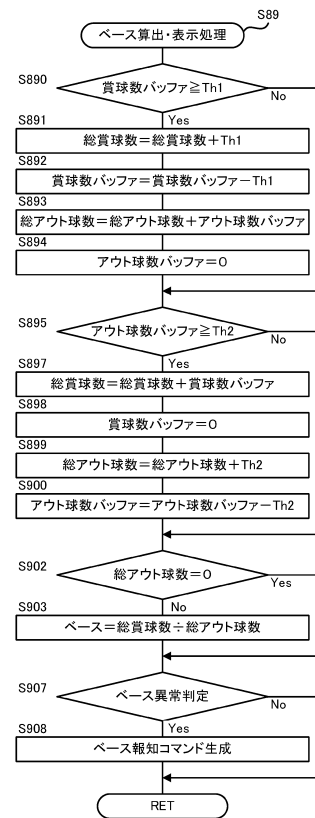 S89
ベース算出・表示処理
S890
賞球数バッファ≧Th1
No
Yes
S891
総賞球数＝総賞球数＋Th1
S892
賞球数バッファ＝賞球数バッファ－Th1
S893
総アウト球数＝総アウト球数＋アウト球数バッファ
S894
アウト球数バッファ＝0
S895
アウト球数バッファ≧Th2
No
Yes
S897
総賞球数＝総賞球数＋賞球数バッファ
S898
賞球数バッファ＝0
S899
総アウト球数＝総アウト球数＋Th2
S900
アウト球数バッファ＝アウト球数バッファ－Th2
S902
総アウト球数＝0
Yes
No
S903
ベース＝総賞球数÷総アウト球数
S907
ベース異常判定
No
Yes
S908
ベース報知コマンド生成
RET